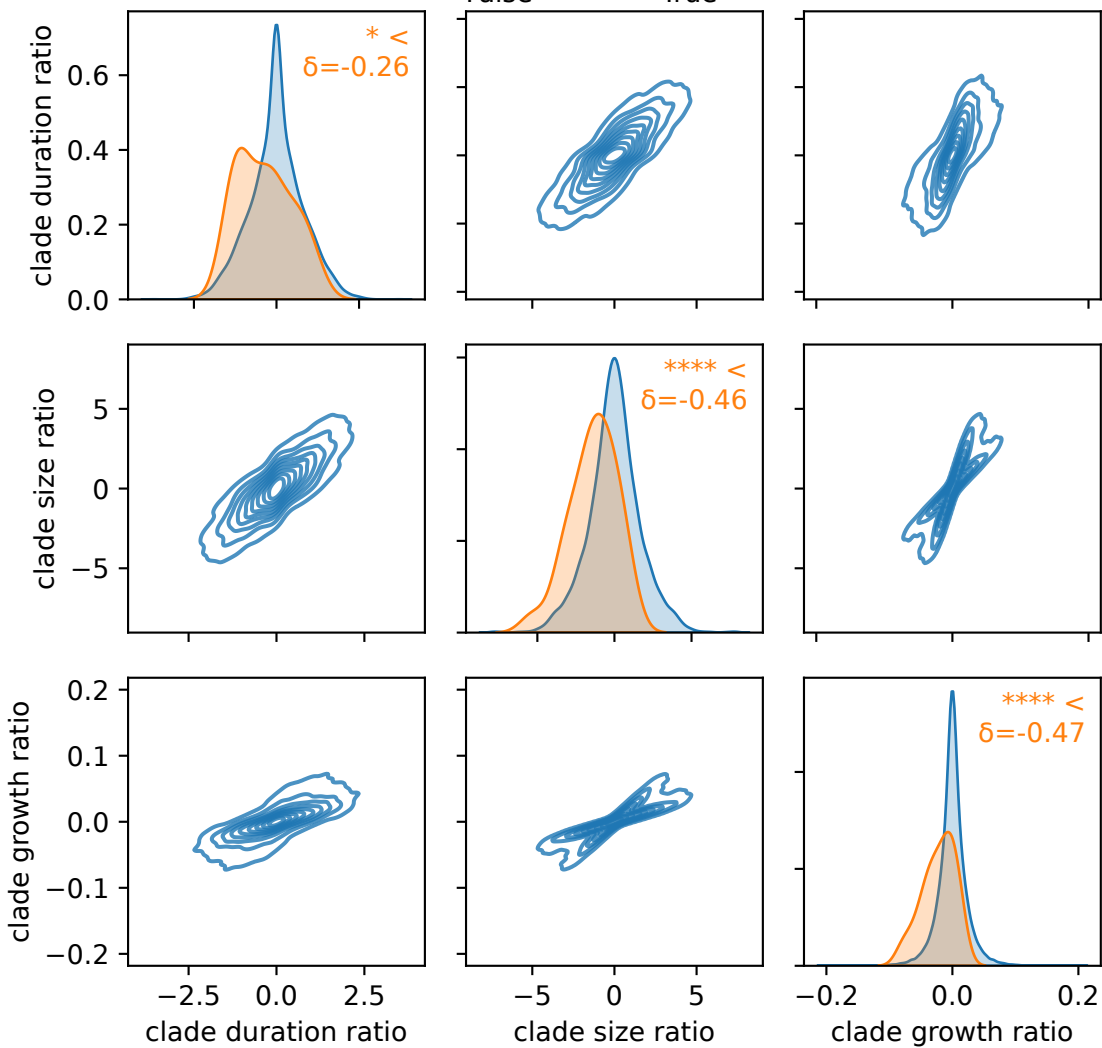 False True
clade duration ratio
0.6
0.4
0.2
0.0
* <
δ=-0.26
clade size ratio
5
0
−5
**** <
δ=-0.46
clade growth ratio
0.2
0.1
0.0
−0.1
−0.2
**** <
δ=-0.47
−2.5 0.0 2.5
−5 0 5
−0.2 0.0 0.2
clade duration ratio
clade size ratio
clade growth ratio